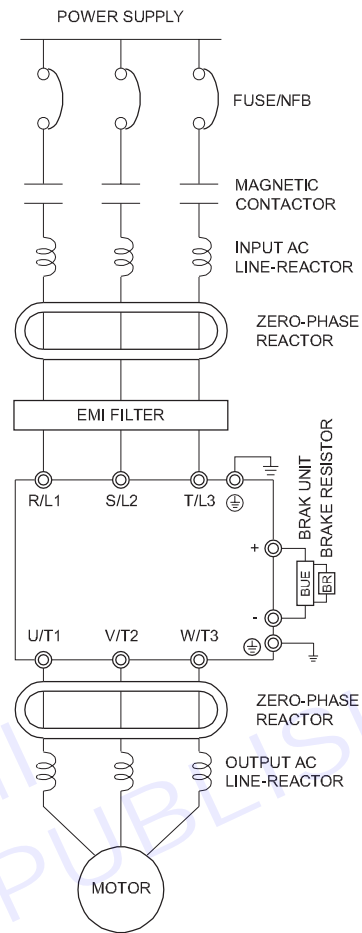 POWER SUPPLY
FUSE/NFB
MAGNETIC
CONTACTOR
INPUT AC
LINE-REACTOR
ZERO-PHASE
REACTOR
EMI FILTER
R/L1 S/L2 T/L3
BRAK UNIT
BRAKE RESISTOR
+
BUE
BR
-
U/T1 V/T2 W/T3
ZERO-PHASE
REACTOR
OUTPUT AC
LINE-REACTOR
MOTOR